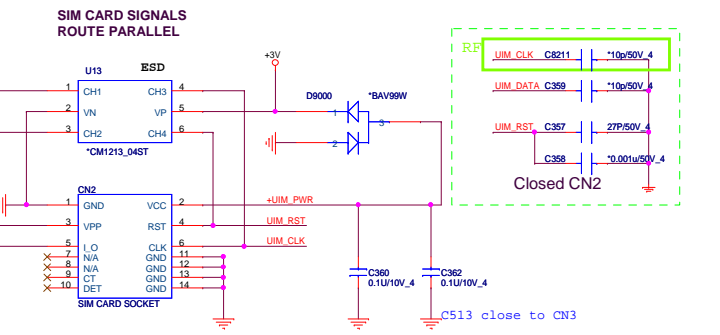 SIM CARD SIGNALS
ROUTE PARALLEL
U13
ESD
1 CH1 CH3 4
2 VN VP 5
3 CH2 CH4 6
*CM1213_04ST
+3V
D9000
*BAV99W
1
2
3
RF
UIM_CLK C8211 *10p/50V_4
UIM_DATA C359 *10p/50V_4
UIM_RST C357 27P/50V_4
C358 *0.001u/50V_4
Closed CN2
CN2
1 GND VCC 2 +UIM_PWR
3 VPP RST 4 UIM_RST
5 I_O CLK 6 UIM_CLK
7 N/A GND 11
8 N/A GND 12
9 CT GND 13
10 DET GND 14
SIM CARD SOCKET
C360
0.1U/10V_4
C362
0.1U/10V_4
C513 close to CN3